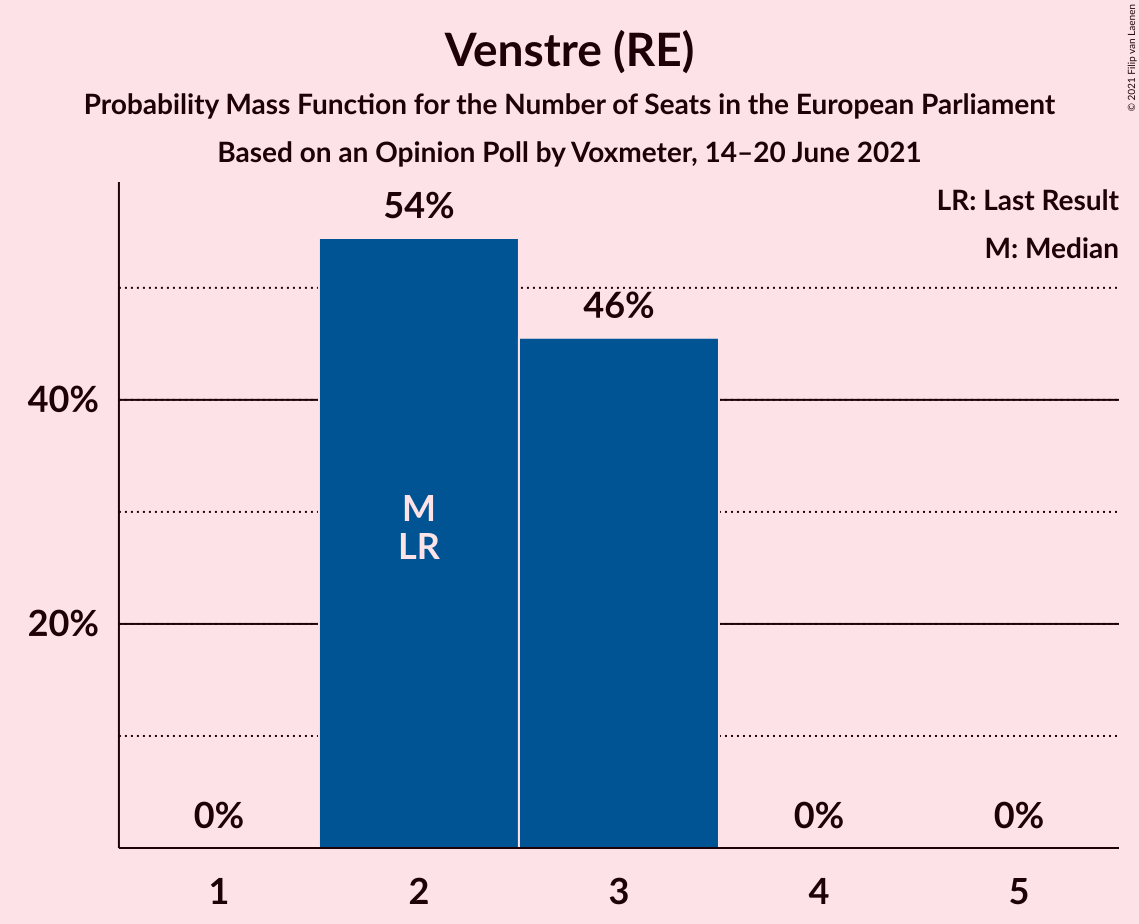 Venstre (RE)
Probability Mass Function for the Number of Seats in the European Parliament
Based on an Opinion Poll by Voxmeter, 14–20 June 2021
© 2021 Filip van Laenen
LR: Last Result
M: Median
54%
46%
40%
20%
M
LR
0%
0%
0%
1
2
3
4
5